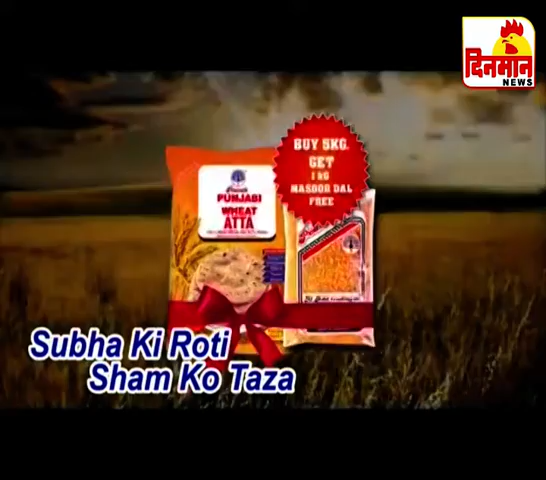 दिनमान
NEWS
BUY 5KG.
GET
1 KG
MASOOR DAL
FREE
PUNJABI
WHEAT
ATTA
Subha Ki Roti
Sham Ko Taza